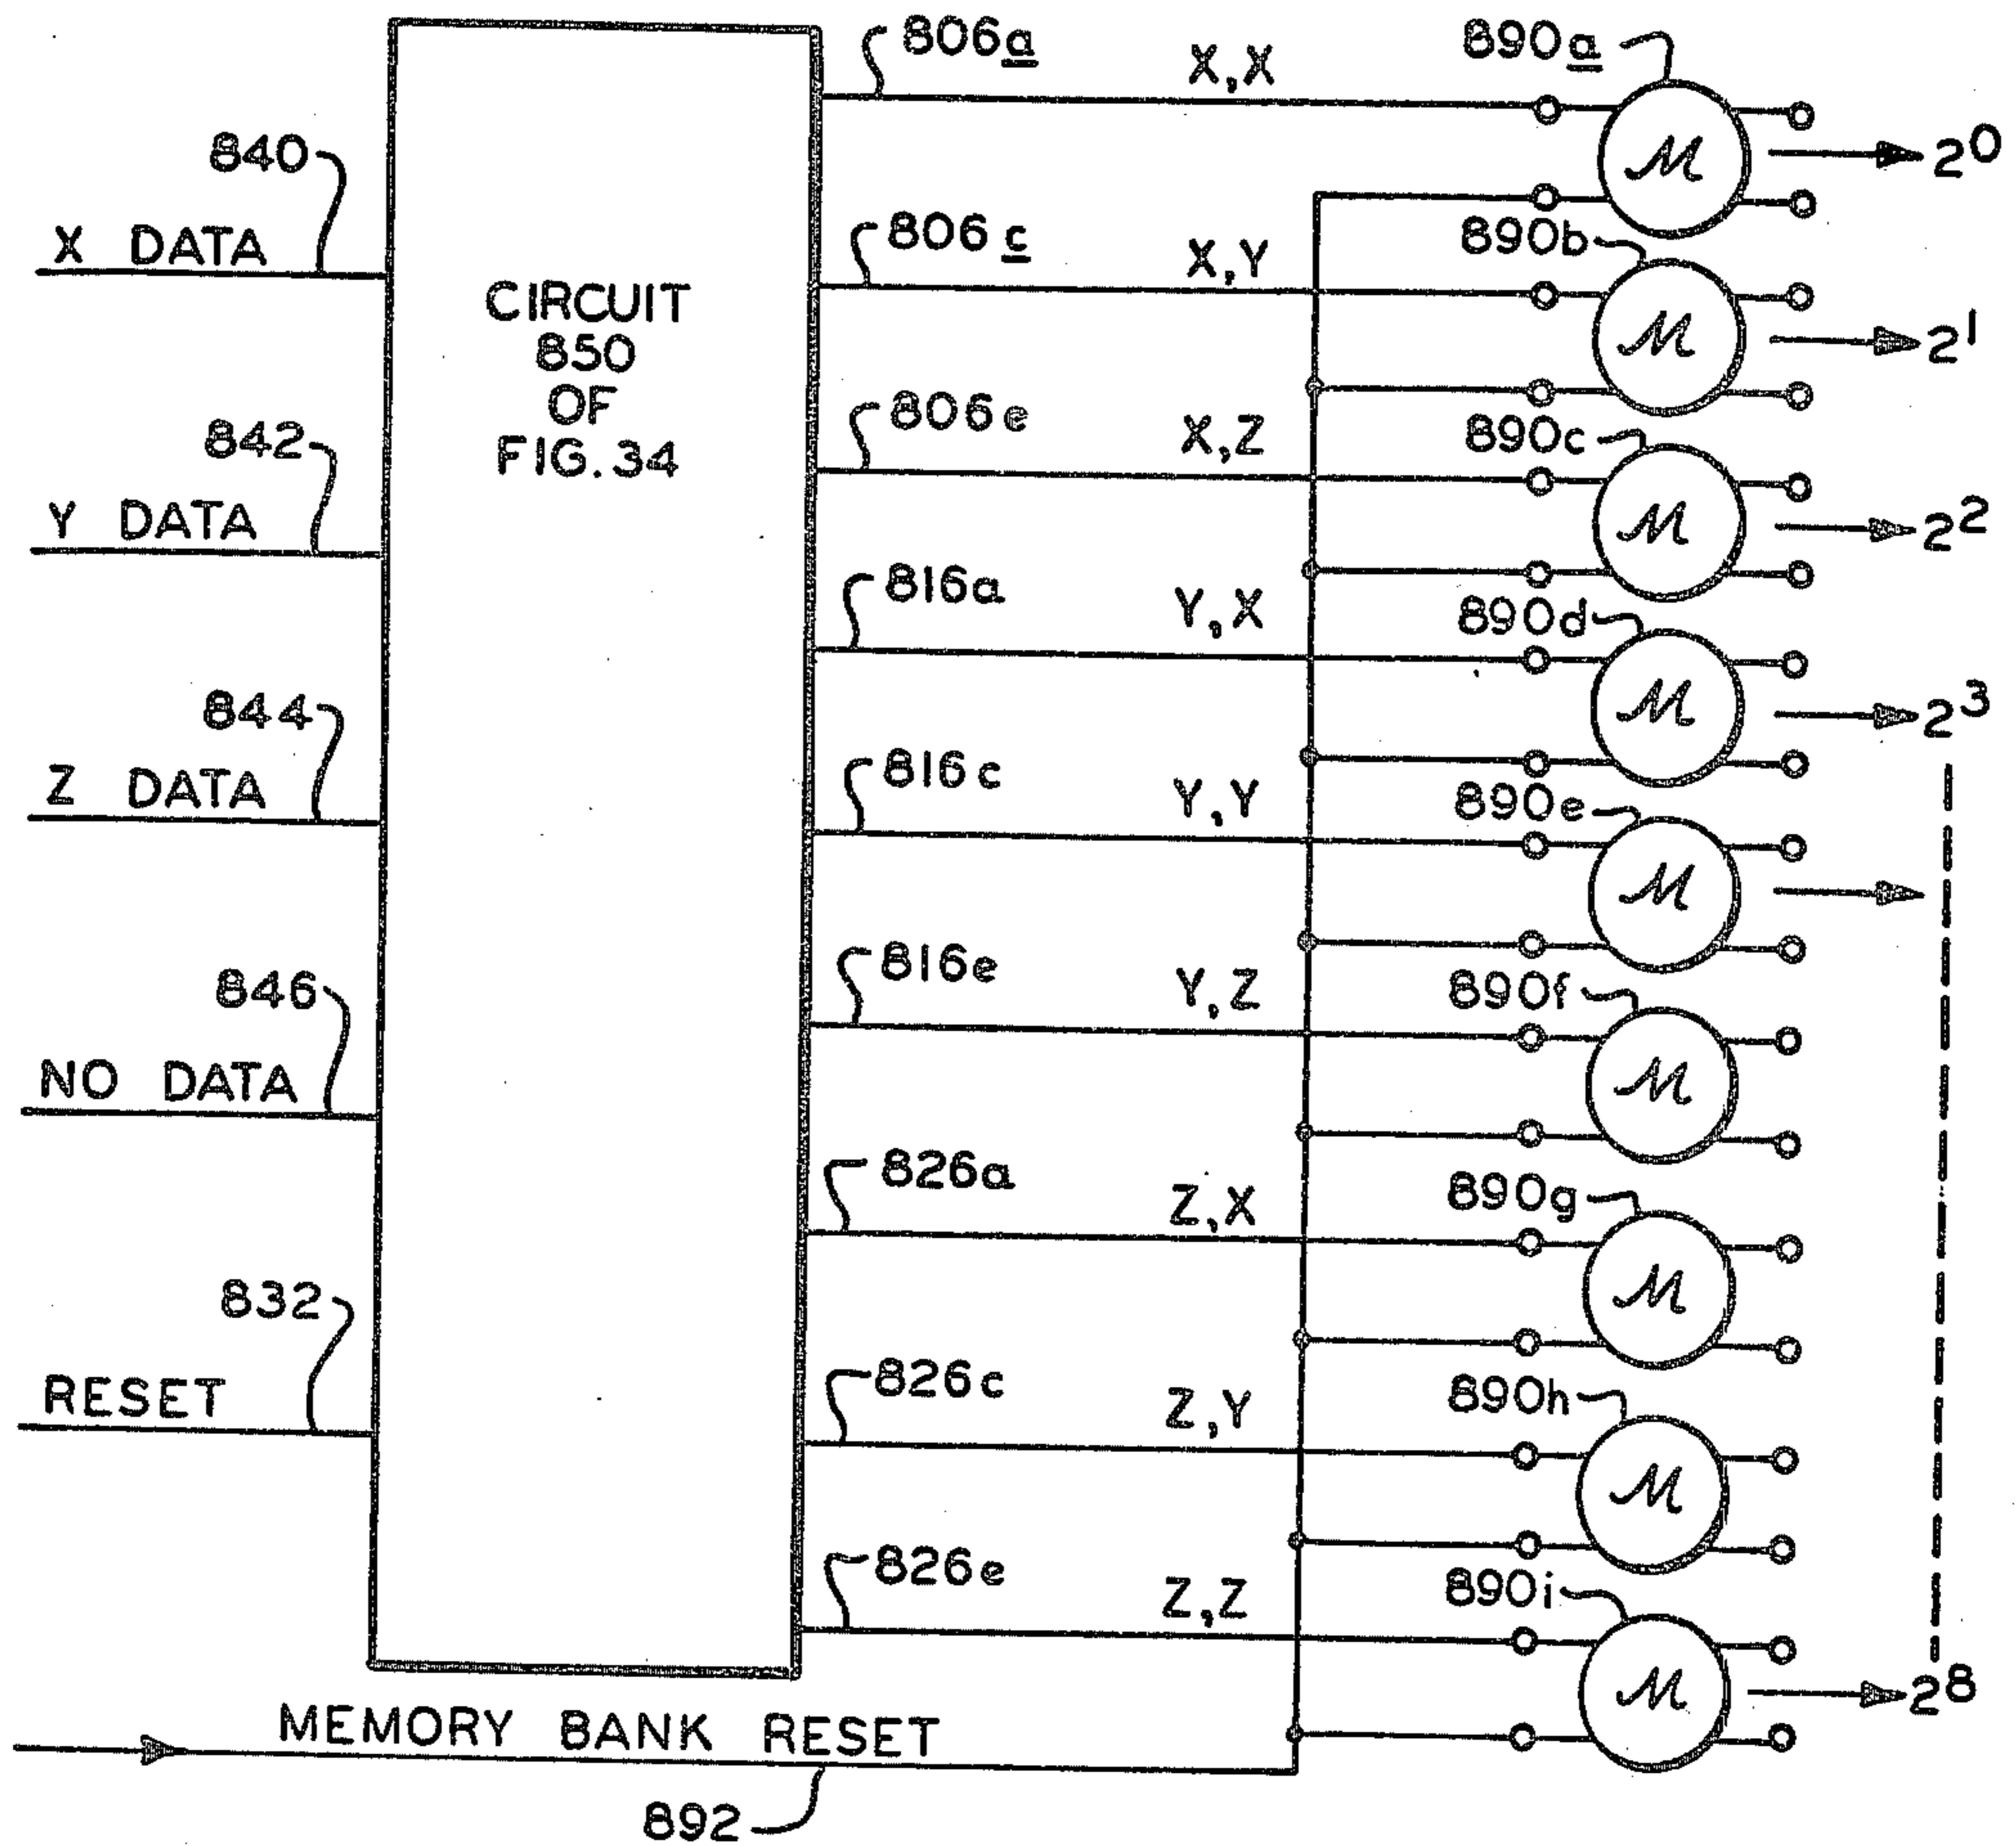 806a
X,X
890a
M
2⁰
840
X DATA
806c
X,Y
890b
M
2¹
CIRCUIT
850
OF
FIG.34
842
Y DATA
806e
X,Z
890c
M
2²
816a
Y,X
890d
M
2³
844
Z DATA
816c
Y,Y
890e
M
846
NO DATA
816e
Y,Z
890f
M
826a
Z,X
890g
M
832
RESET
826c
Z,Y
890h
M
826e
Z,Z
890i
M
2⁸
MEMORY BANK RESET
892